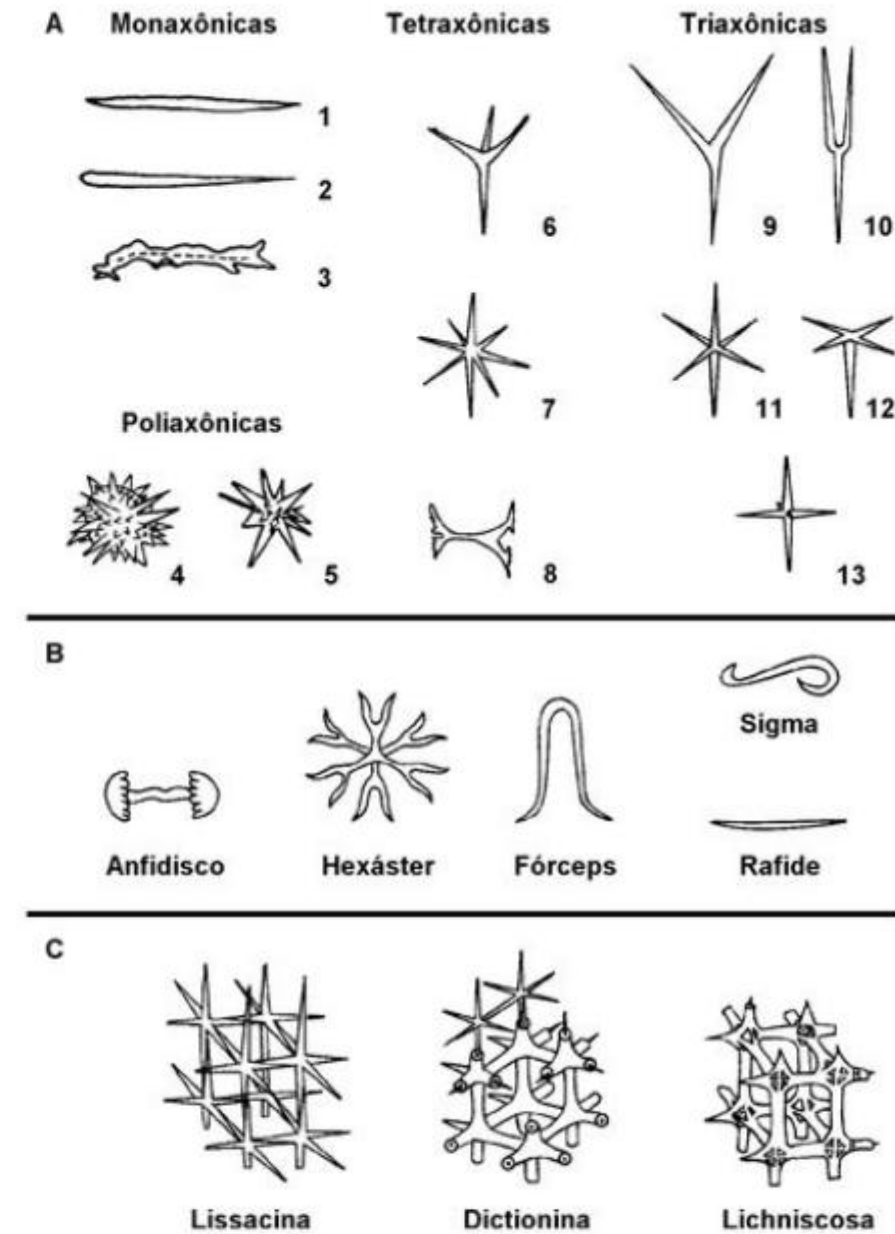 A Monaxônicas Tetraxônicas Triaxônicas
1
2
3
6
9
10
7
11
12
Poliaxônicas
4
5
8
13
B
Sigma
Anfidisco Hexáster Fórceps Rafide
C
Lissacina Dictionina Lichniscosa